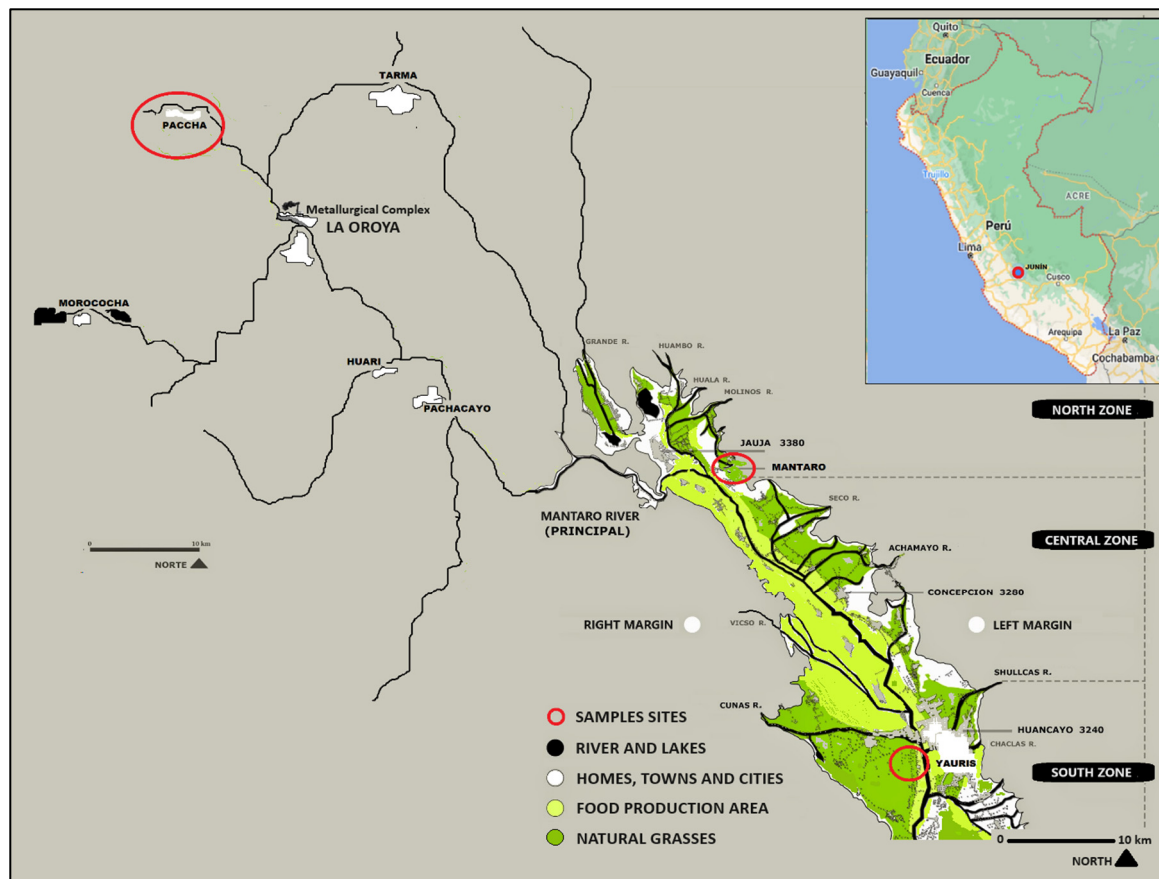 TARMA
PACCHA
Metallurgical Complex
LA OROYA
MOROCOCHA
HUARI
PACHACAYO
Quito
Ecuador
Guayaquil
Cuenca
Trujillo
ACRE
Perú
Lima
JUNÍN
Cusco
Arequipa
La Paz
Cochabamba
GRANDE R.
HUAMBO R.
HUALA R.
MOLINOS R.
NORTH ZONE
JAUJA 3380
MANTARO
MANTARO RIVER
(PRINCIPAL)
SECO R.
CENTRAL ZONE
ACHAMAYO R.
0 10 km
NORTE
CONCEPCION 3280
RIGHT MARGIN
VICSO R.
LEFT MARGIN
SHULLCAS R.
CUNAS R.
HUANCAYO 3240
CHACLAS R.
YAURIS
SOUTH ZONE
SAMPLES SITES
RIVER AND LAKES
HOMES, TOWNS AND CITIES
FOOD PRODUCTION AREA
NATURAL GRASSES
0 10 km
NORTH